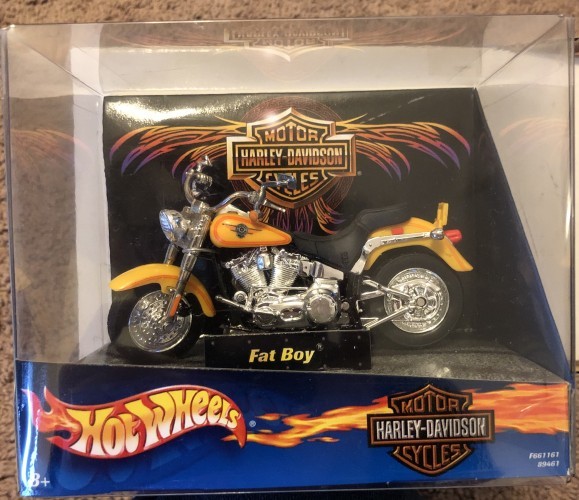 MOTOR
HARLEY-DAVIDSON
CYCLES
Fat Boy®
Hot Wheels®
MOTOR
HARLEY-DAVIDSON
CYCLES
8+
F661161
89461